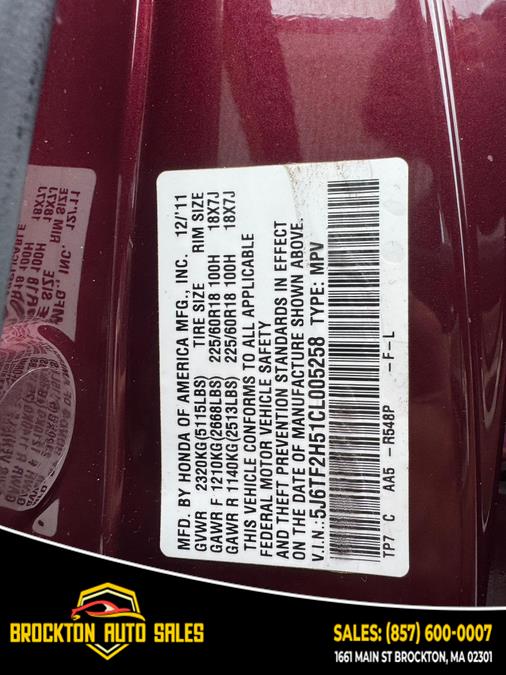 MFD. BY HONDA OF AMERICA MFG., INC. 12/'11
GVWR 2320KG(5115LBS) TIRE SIZE RIM SIZE
GAWR F 1210KG(2668LBS) 225/60R18 100H 18X7J
GAWR R 1140KG(2513LBS) 225/60R18 100H 18X7J
THIS VEHICLE CONFORMS TO ALL APPLICABLE
FEDERAL MOTOR VEHICLE SAFETY
AND THEFT PREVENTION STANDARDS IN EFFECT
ON THE DATE OF MANUFACTURE SHOWN ABOVE.
V.I.N.:5J6TF2H51CL005258 TYPE: MPV
TP7 C AA5 -R548P -F-L
BROCKTON AUTO SALES
SALES: (857) 600-0007
1661 MAIN ST BROCKTON, MA 02301